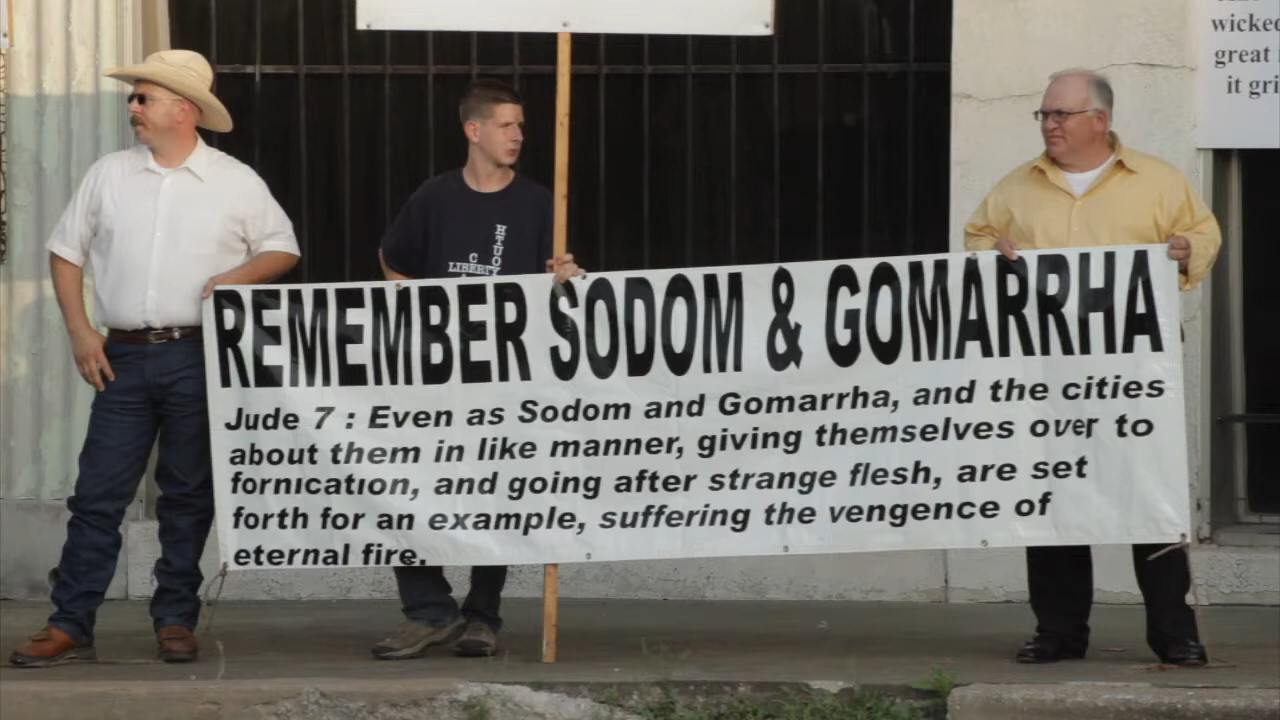 wicked
great
it gri
HTUOY
C
LIBERTY
REMEMBER SODOM & GOMARRHA
Jude 7 : Even as Sodom and Gomarrha, and the cities
about them in like manner, giving themselves over to
fornication, and going after strange flesh, are set
forth for an example, suffering the vengence of
eternal fire.